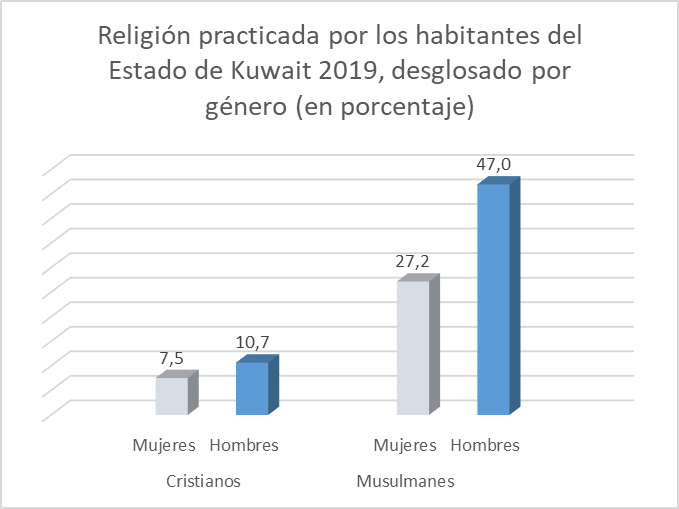 Religión practicada por los habitantes del
Estado de Kuwait 2019, desglosado por
género (en porcentaje)
47,0
27,2
10,7
7,5
Mujeres Hombres Mujeres Hombres
Cristianos Musulmanes